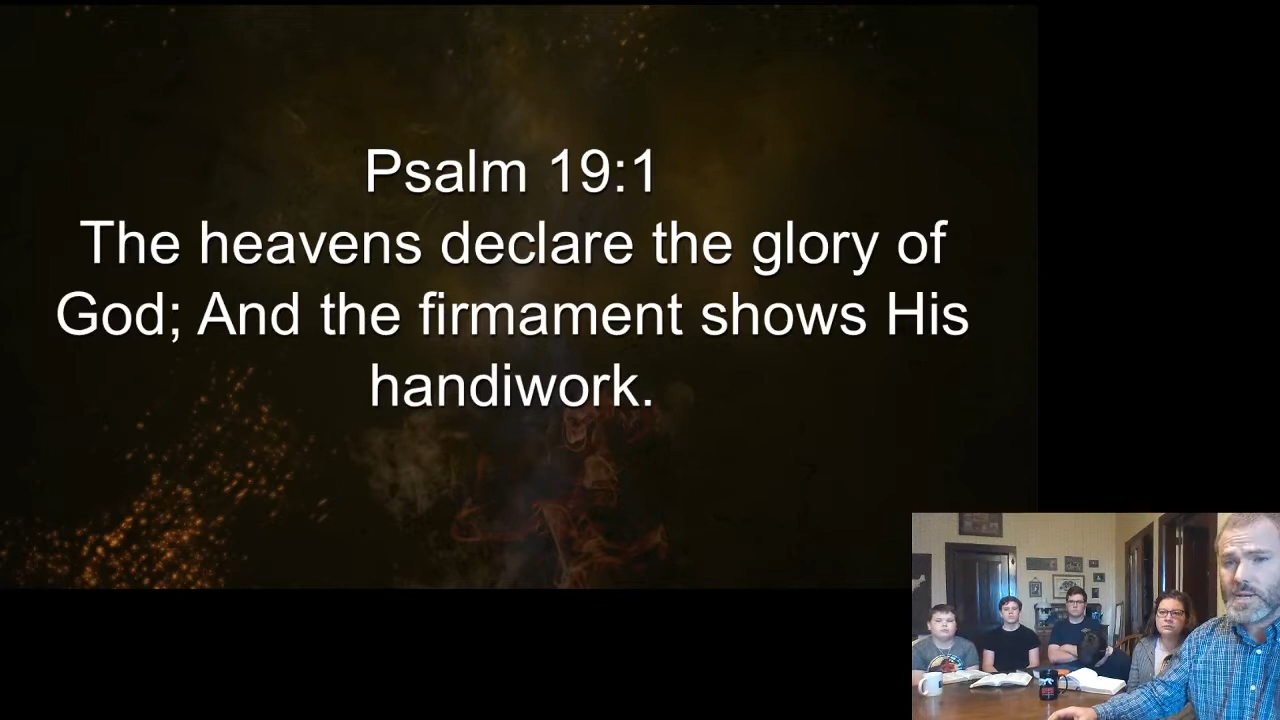 Psalm 19:1
The heavens declare the glory of
God; And the firmament shows His
handiwork.